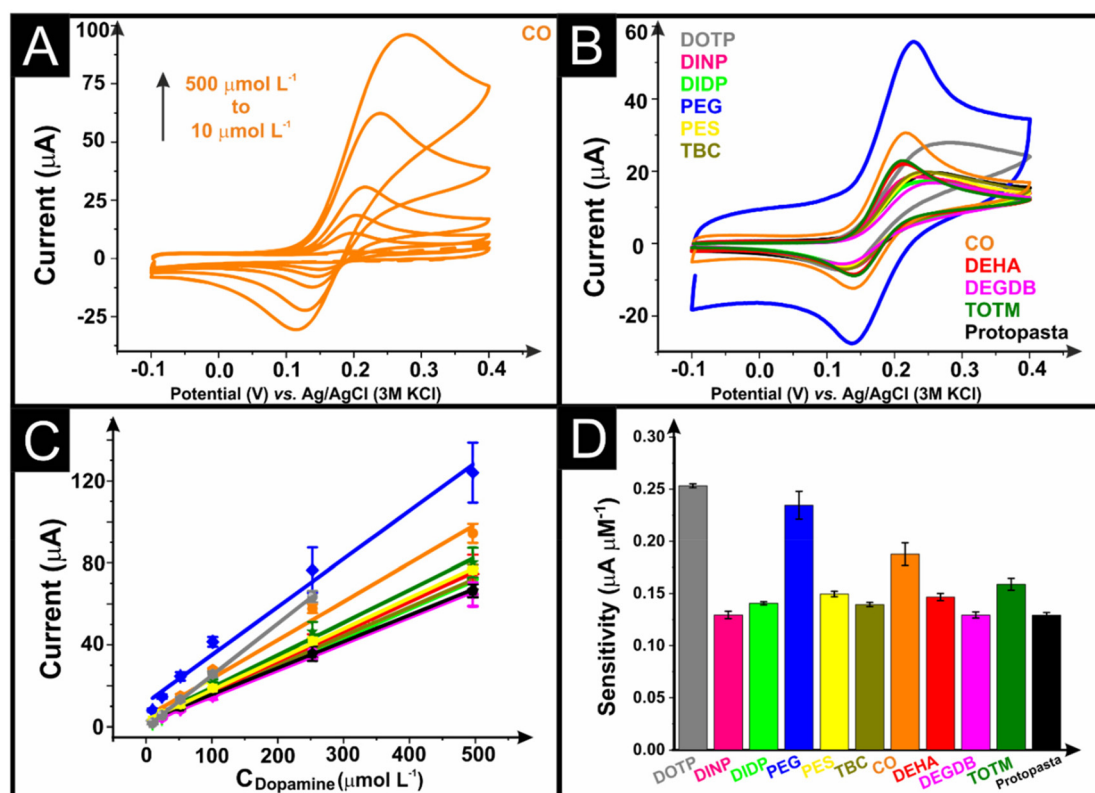 A
CO
500 μmol L-1
to
10 μmol L-1
100
75
50
25
0
-25
Current (μA)
-0.1 0.0 0.1 0.2 0.3 0.4
Potential (V) vs. Ag/AgCl (3M KCl)
B
DOTP
DINP
DIDP
PEG
PES
TBC
CO
DEHA
DEGDB
TOTM
Protopasta
60
40
20
0
-20
Current (μA)
-0.1 0.0 0.1 0.2 0.3 0.4
Potential (V) vs. Ag/AgCl (3M KCl)
C
120
80
40
0
Current (μA)
0 100 200 300 400 500
CDopamine (μmol L-1)
D
0.30
0.25
0.20
0.15
0.10
0.05
0.00
Sensitivity (μA μM-1)
DOTP DINP DIDP PEG PES TBC CO DEHA DEGDB TOTM Protopasta